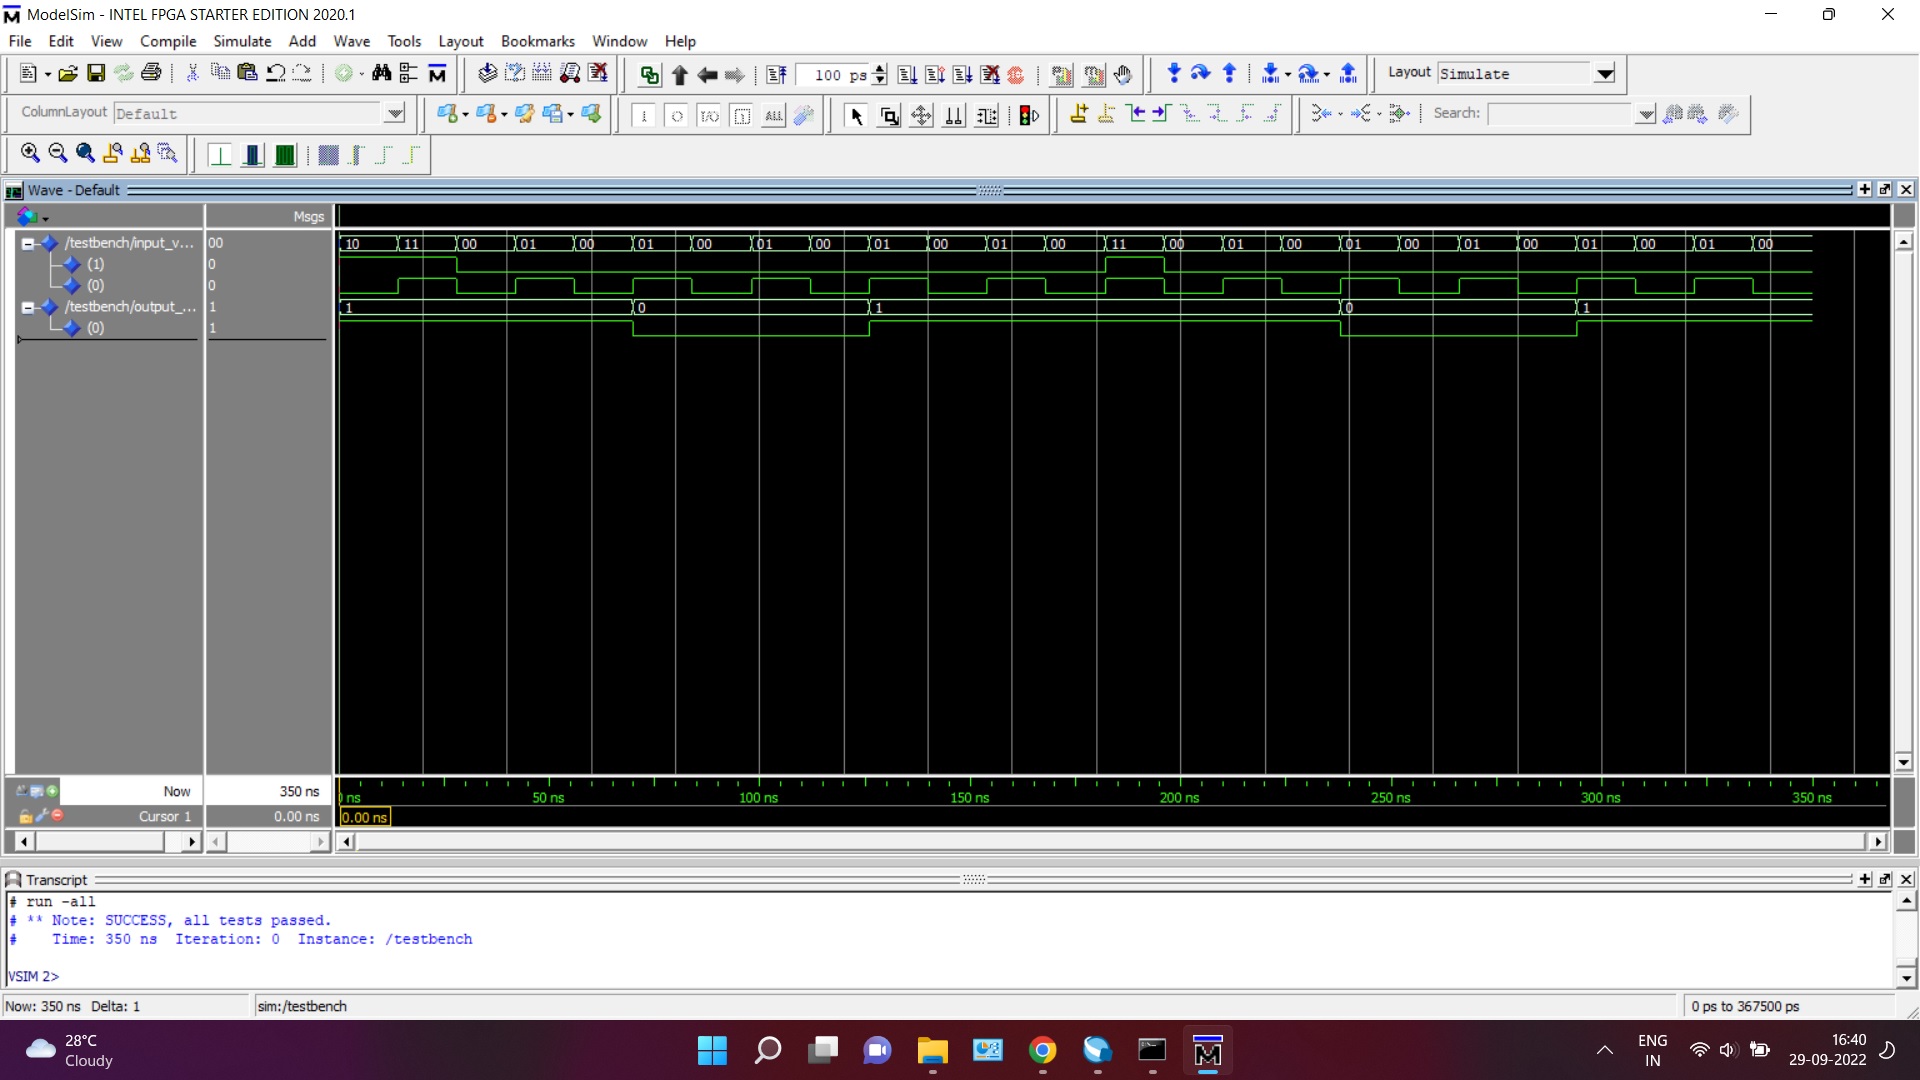 ModelSim - INTEL FPGA STARTER EDITION 2020.1
File Edit View Compile Simulate Add Wave Tools Layout Bookmarks Window Help
100 ps
Layout Simulate
ColumnLayout Default
ALL
Search:
Wave - Default
Msgs
/testbench/input_v... 00 10 11 00 01 00 01 00 01 00 01 00 01 00 11 00 01 00 01 00 01 00 01 00 01 00
(1) 0
(0) 0
/testbench/output_... 1 1 0 1 0 1
(0) 1
Now 350 ns
50 ns 100 ns 150 ns 200 ns 250 ns 300 ns 350 ns
Cursor 1 0.00 ns 0.00 ns
Transcript
# run -all
# ** Note: SUCCESS, all tests passed.
# Time: 350 ns Iteration: 0 Instance: /testbench
VSIM 2>
Now: 350 ns Delta: 1 sim:/testbench 0 ps to 367500 ps
28°C
Cloudy
ENG
IN
16:40
29-09-2022